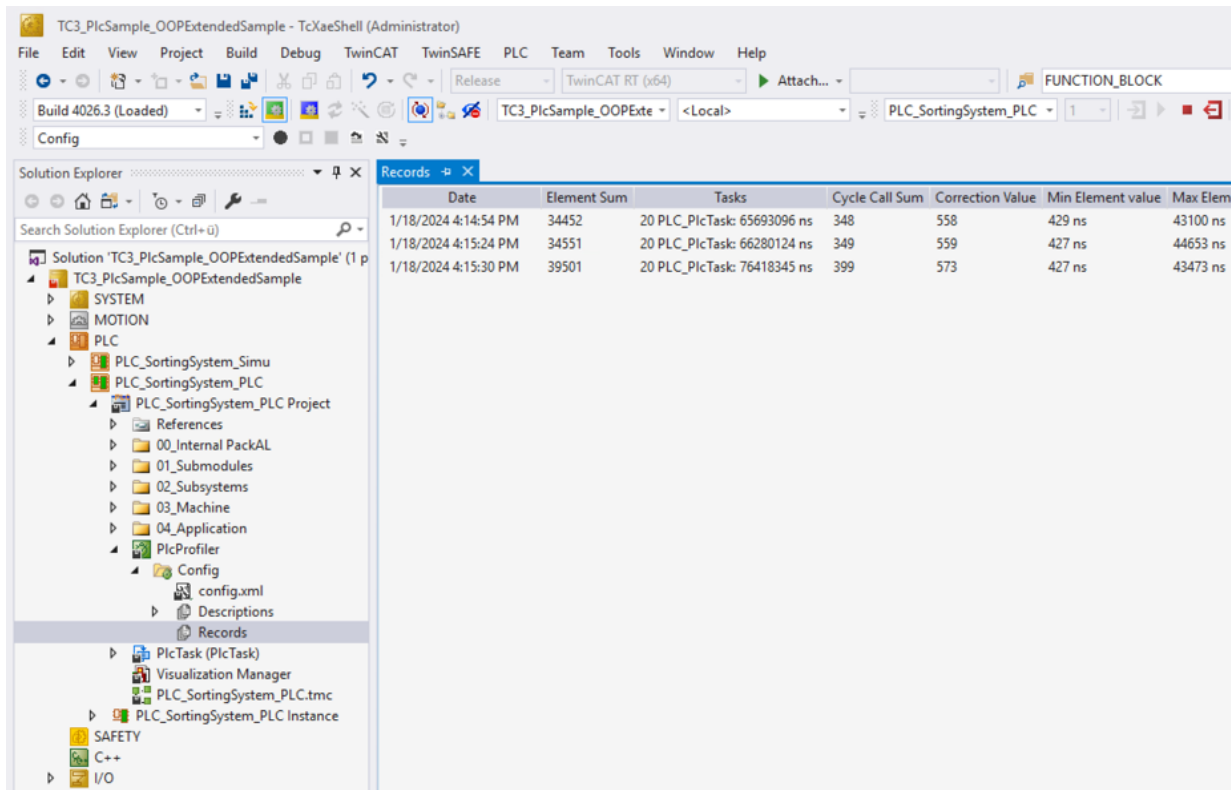 TC3_PlcSample_OOPExtendedSample - TcXaeShell (Administrator)
File Edit View Project Build Debug TwinCAT TwinSAFE PLC Team Tools Window Help
Release TwinCAT RT (x64) Attach... FUNCTION_BLOCK
Build 4026.3 (Loaded) TC3_PlcSample_OOPExte <Local> PLC_SortingSystem_PLC 1
Config
Solution Explorer
Records
Date Element Sum Tasks Cycle Call Sum Correction Value Min Element value Max Elem
1/18/2024 4:14:54 PM 34452 20 PLC_PlcTask: 65693096 ns 348 558 429 ns 43100 ns
1/18/2024 4:15:24 PM 34551 20 PLC_PlcTask: 66280124 ns 349 559 427 ns 44653 ns
1/18/2024 4:15:30 PM 39501 20 PLC_PlcTask: 76418345 ns 399 573 427 ns 43473 ns
Search Solution Explorer (Ctrl+ü)
Solution 'TC3_PlcSample_OOPExtendedSample' (1 p
TC3_PlcSample_OOPExtendedSample
SYSTEM
MOTION
PLC
PLC_SortingSystem_Simu
PLC_SortingSystem_PLC
PLC_SortingSystem_PLC Project
References
00_Internal PackAL
01_Submodules
02_Subsystems
03_Machine
04_Application
PlcProfiler
Config
config.xml
Descriptions
Records
PlcTask (PlcTask)
Visualization Manager
PLC_SortingSystem_PLC.tmc
PLC_SortingSystem_PLC Instance
SAFETY
C++
I/O